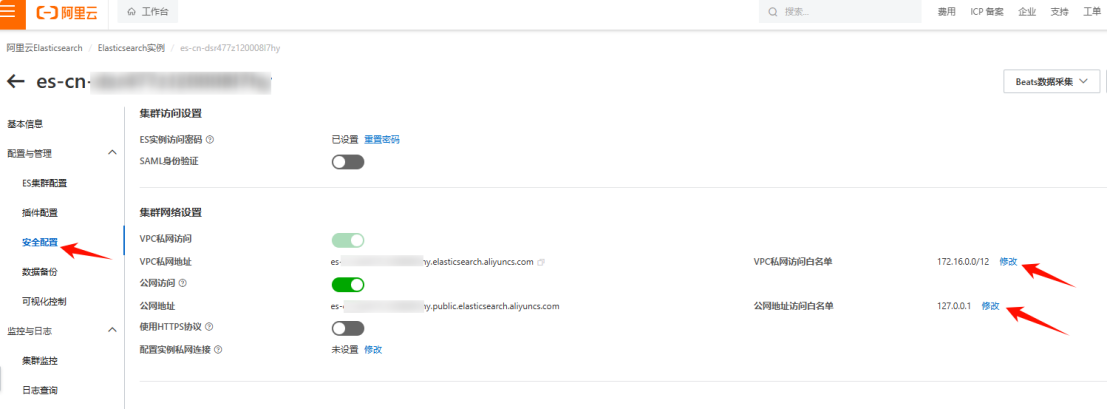 阿里云 工作台 搜索... 费用 ICP 备案 企业 支持 工单
阿里云Elasticsearch / Elasticsearch实例 / es-cn-dsr477z120008l7hy
es-cn- Beats数据采集
基本信息
配置与管理
ES集群配置
插件配置
安全配置
数据备份
可视化控制
监控与日志
集群监控
日志查询
集群访问设置
ES实例访问密码 已设置 重置密码
SAML身份验证
集群网络设置
VPC私网访问
VPC私网地址 es- ny.elasticsearch.aliyuncs.com VPC私网访问白名单 172.16.0.0/12 修改
公网访问
公网地址 es- ny.public.elasticsearch.aliyuncs.com 公网地址访问白名单 127.0.0.1 修改
使用HTTPS协议
配置实例私网连接 未设置 修改